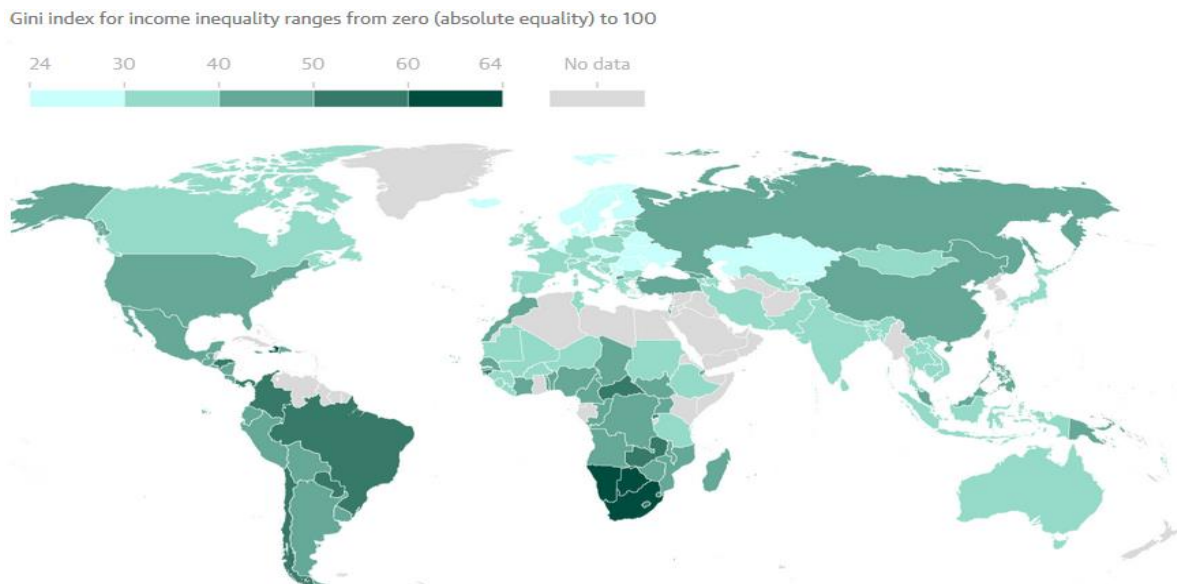 Gini index for income inequality ranges from zero (absolute equality) to 100
24 30 40 50 60 64 No data